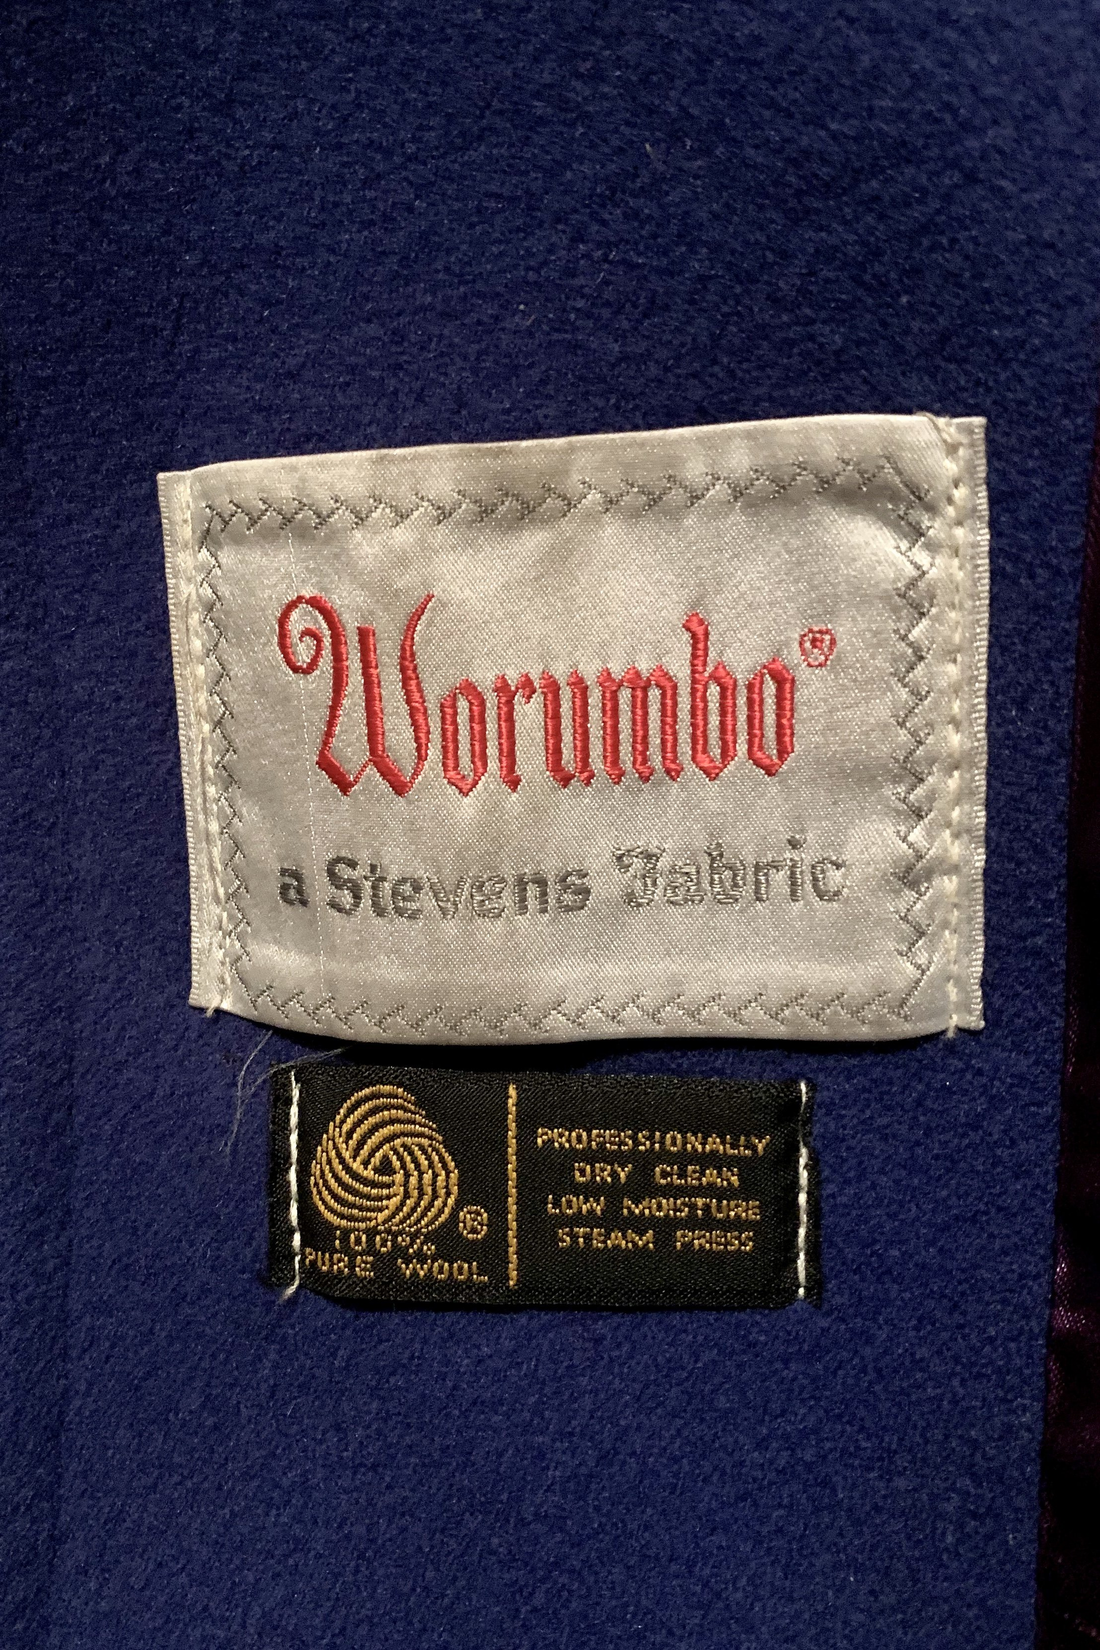 Worumbo®
a Stevens Fabric
®
100%
PURE WOOL
PROFESSIONALLY
DRY CLEAN
LOW MOISTURE
STEAM PRESS